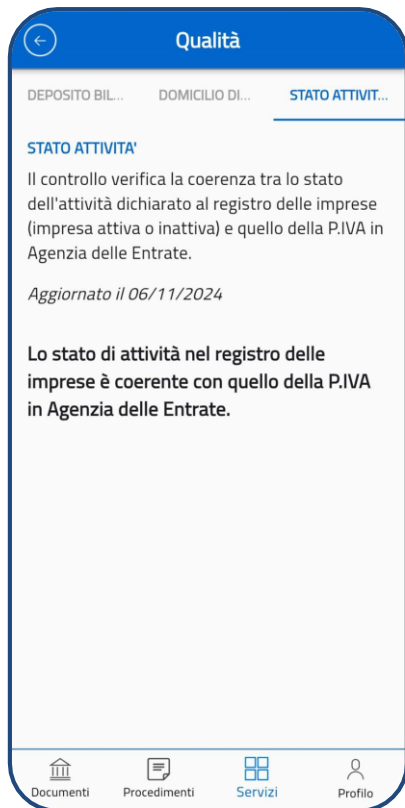 Qualità
DEPOSITO BIL... DOMICILIO DI... STATO ATTIVIT...
STATO ATTIVITA'
Il controllo verifica la coerenza tra lo stato
dell'attività dichiarato al registro delle imprese
(impresa attiva o inattiva) e quello della P.IVA in
Agenzia delle Entrate.
Aggiornato il 06/11/2024
Lo stato di attività nel registro delle
imprese è coerente con quello della P.IVA
in Agenzia delle Entrate.
Documenti Procedimenti Servizi Profilo